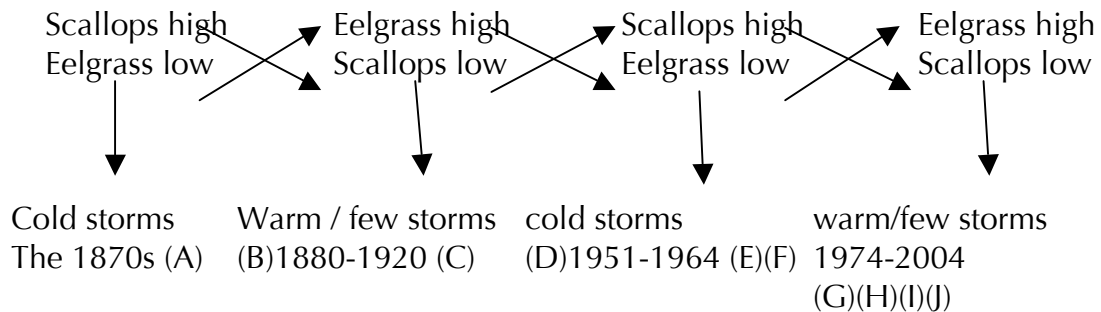 Scallops high
Eelgrass low
Eelgrass high
Scallops low
Scallops high
Eelgrass low
Eelgrass high
Scallops low
Cold storms
The 1870s (A)
Warm / few storms
(B)1880-1920 (C)
cold storms
(D)1951-1964 (E)(F)
warm/few storms
1974-2004
(G)(H)(I)(J)